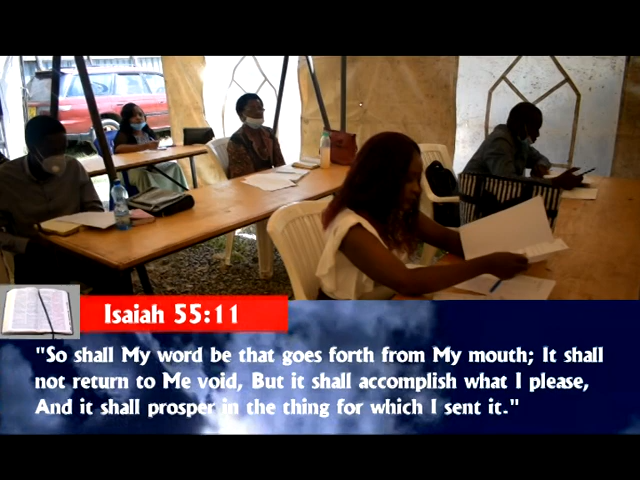 Isaiah 55:11
"So shall My word be that goes forth from My mouth; It shall
not return to Me void, But it shall accomplish what I please,
And it shall prosper in the thing for which I sent it."